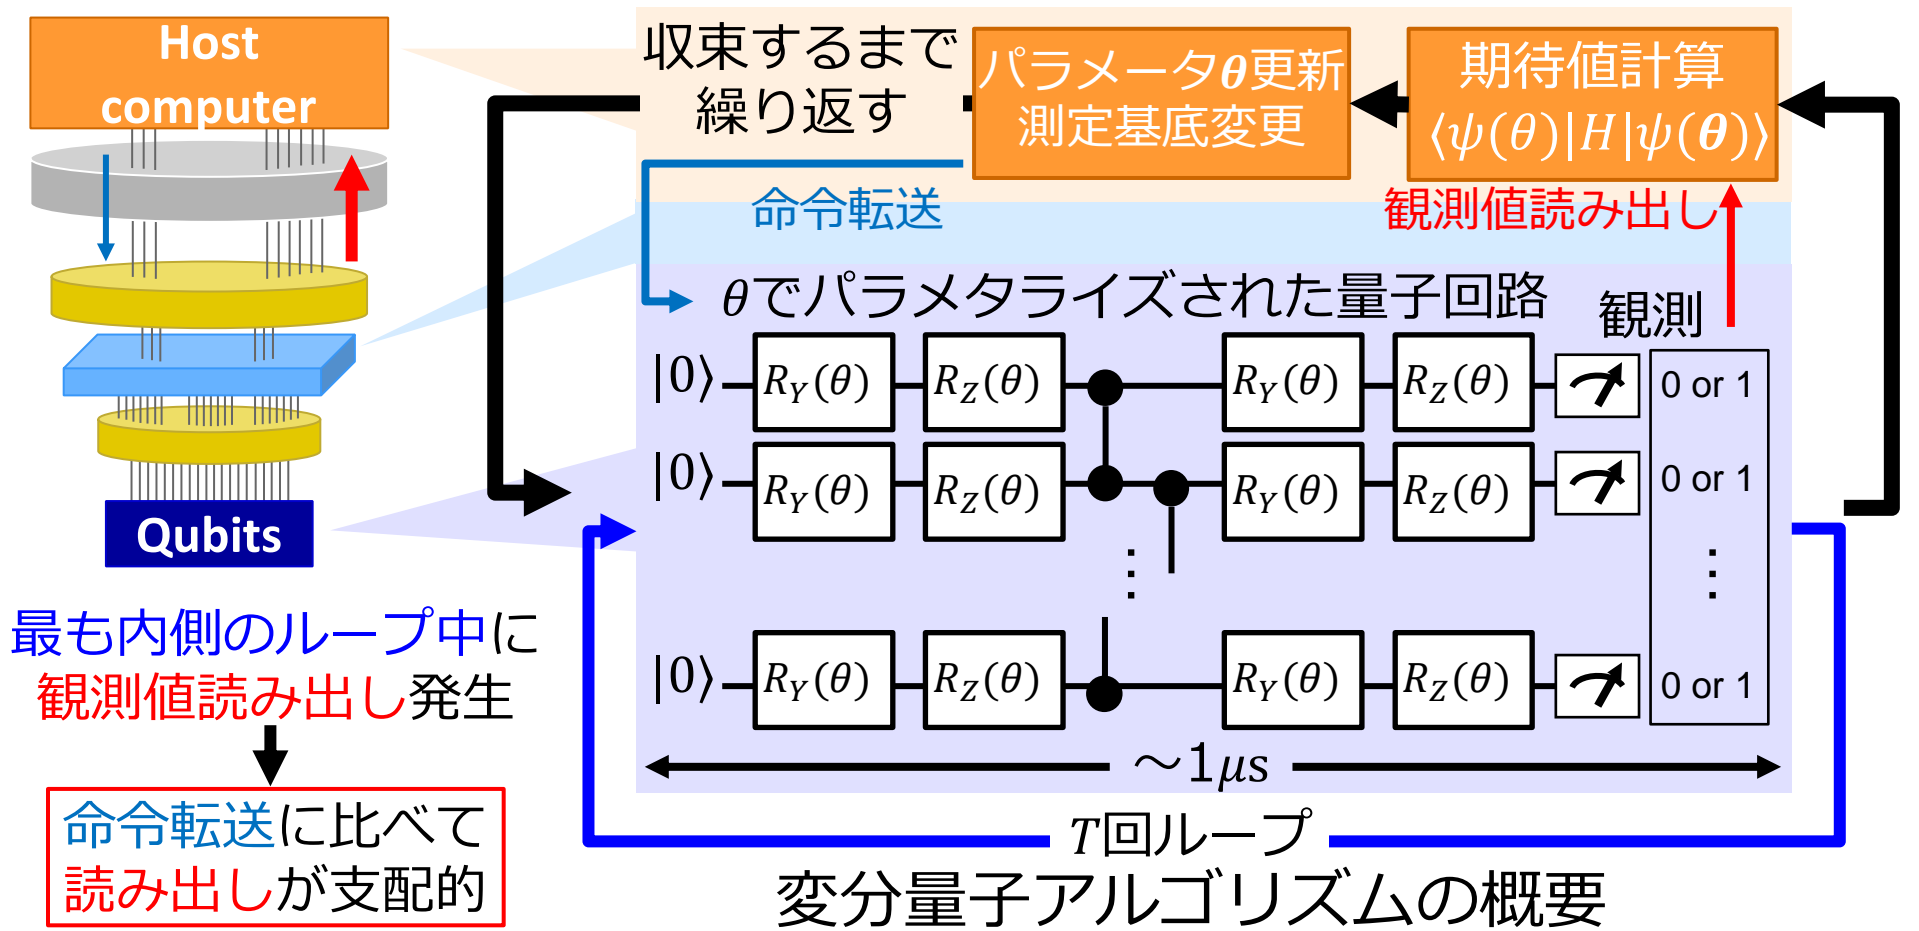 Host
computer
Qubits
最も内側のループ中に
観測値読み出し発生
命令転送に比べて
読み出しが支配的
収束するまで
繰り返す
パラメータθ更新
測定基底変更
期待値計算
⟨ψ(θ)|H|ψ(θ)⟩
命令転送
観測値読み出し
θでパラメタライズされた量子回路
観測
|0⟩ R_Y(θ) R_Z(θ) R_Y(θ) R_Z(θ) 0 or 1
|0⟩ R_Y(θ) R_Z(θ) R_Y(θ) R_Z(θ) 0 or 1
⋮ ⋮
|0⟩ R_Y(θ) R_Z(θ) R_Y(θ) R_Z(θ) 0 or 1
～1μs
T回ループ
変分量子アルゴリズムの概要